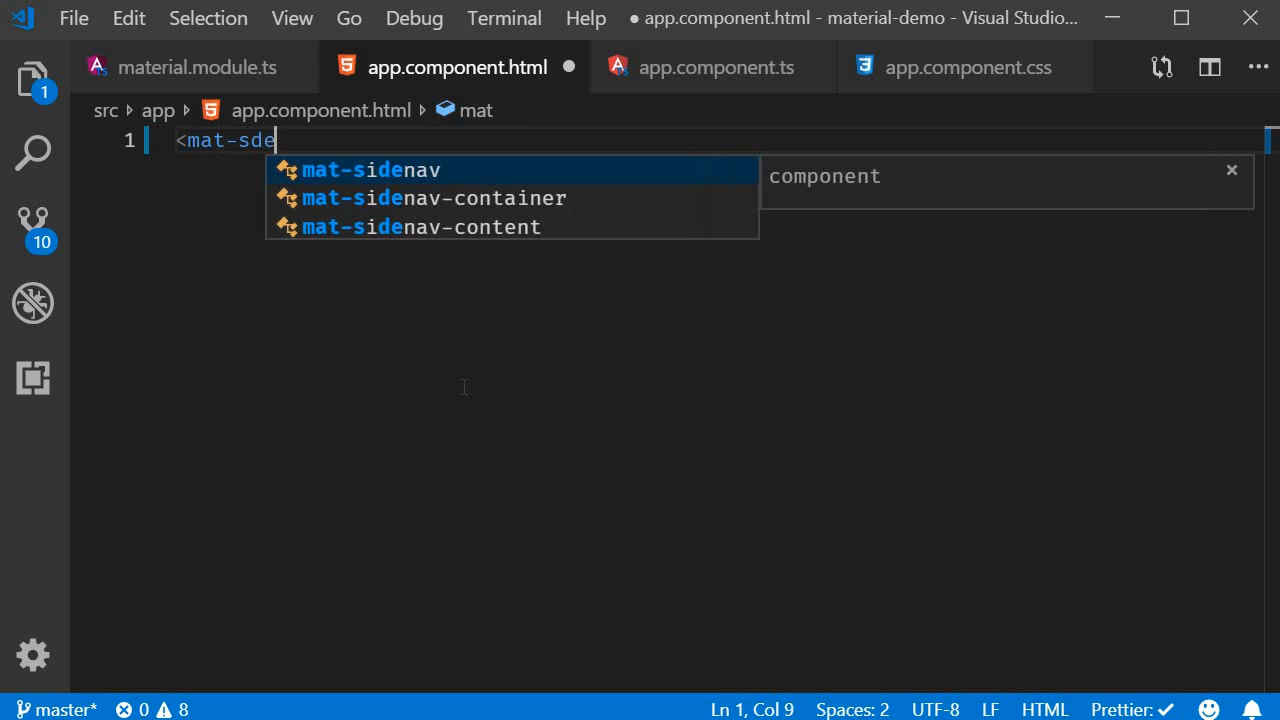 File Edit Selection View Go Debug Terminal Help ● app.component.html - material-demo - Visual Studio...
material.module.ts app.component.html app.component.ts app.component.css
src app app.component.html mat
1 <mat-sde
mat-sidenav component
mat-sidenav-container
mat-sidenav-content
1
10
master* 0 8 Ln 1, Col 9 Spaces: 2 UTF-8 LF HTML Prettier: ✓